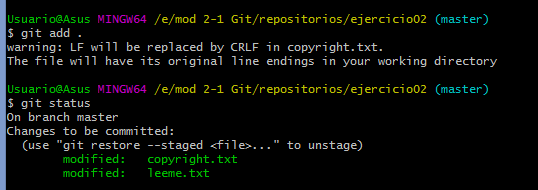 Usuario@Asus MINGW64 /e/mod 2-1 Git/repositorios/ejercicio02 (master)
$ git add .
warning: LF will be replaced by CRLF in copyright.txt.
The file will have its original line endings in your working directory
Usuario@Asus MINGW64 /e/mod 2-1 Git/repositorios/ejercicio02 (master)
$ git status
On branch master
Changes to be committed:
  (use "git restore --staged <file>..." to unstage)
        modified:   copyright.txt
        modified:   leeme.txt